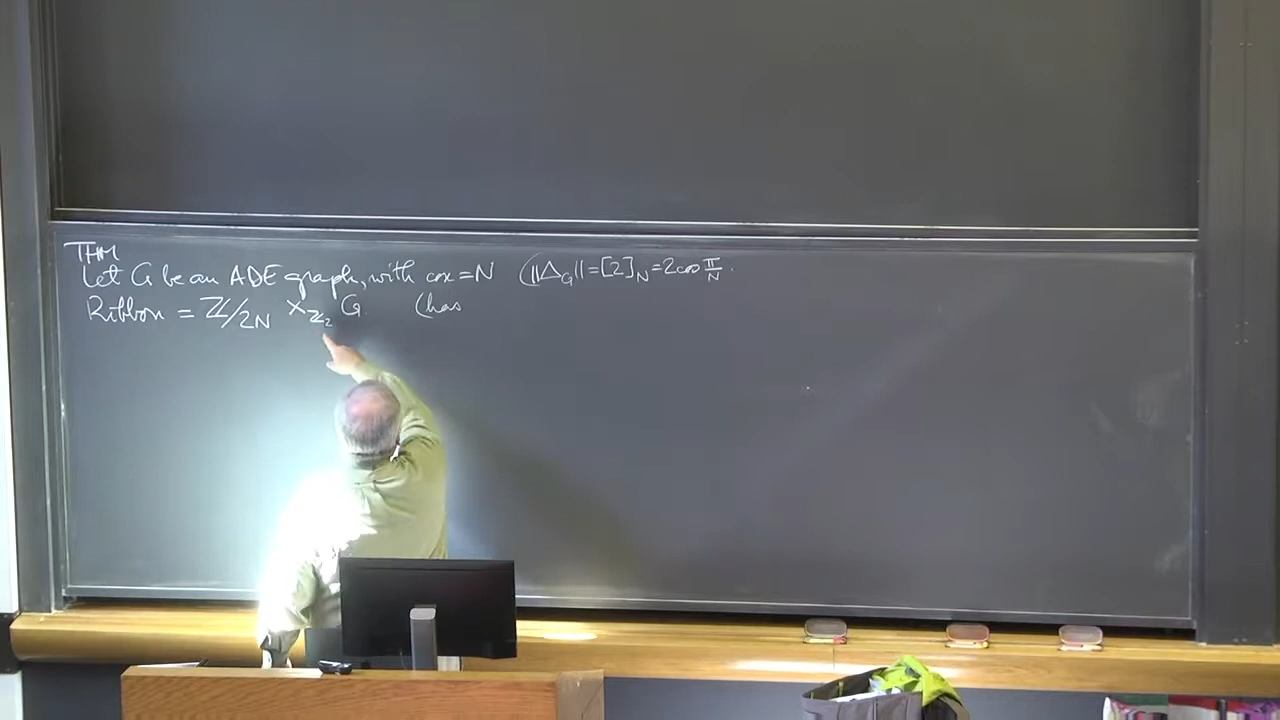 THM
Let G be an ADE graph, with cox = N (||Δ_G|| = [2]_N = 2cos π/N.
Ribbon = ℤ/2N ×_ℤ₂ G. (has